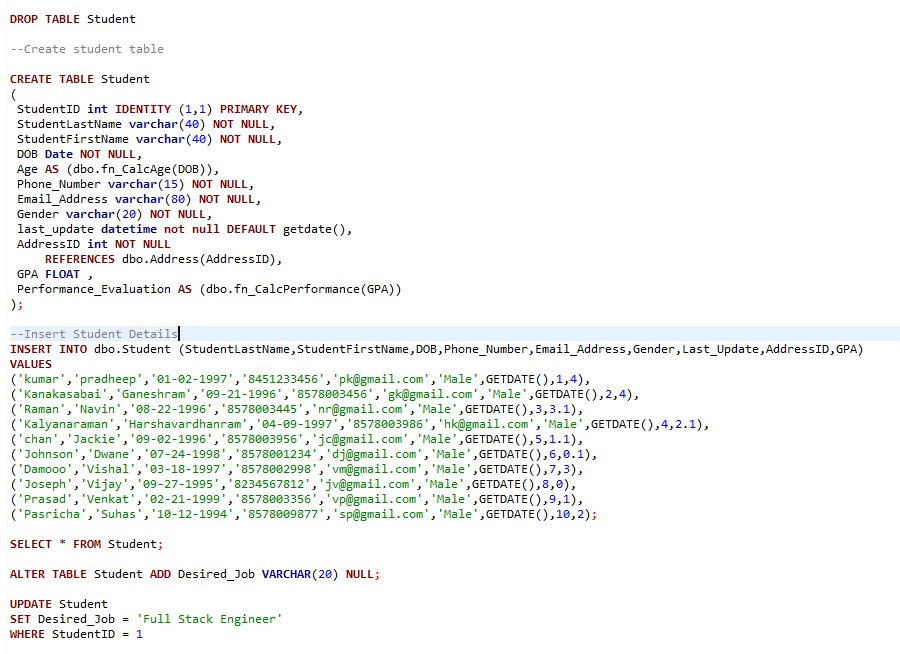 DROP TABLE Student
--Create student table
CREATE TABLE Student
(
StudentID int IDENTITY (1,1) PRIMARY KEY,
StudentLastName varchar(40) NOT NULL,
StudentFirstName varchar(40) NOT NULL,
DOB Date NOT NULL,
Age AS (dbo.fn_CalcAge(DOB)),
Phone_Number varchar(15) NOT NULL,
Email_Address varchar(80) NOT NULL,
Gender varchar(20) NOT NULL,
last_update datetime not null DEFAULT getdate(),
AddressID int NOT NULL
REFERENCES dbo.Address(AddressID),
GPA FLOAT ,
Performance_Evaluation AS (dbo.fn_CalcPerformance(GPA))
);
--Insert Student Details
INSERT INTO dbo.Student (StudentLastName,StudentFirstName,DOB,Phone_Number,Email_Address,Gender,Last_Update,AddressID,GPA)
VALUES
('kumar','pradheep','01-02-1997','8451233456','pk@gmail.com','Male',GETDATE(),1,4),
('Kanakasabai','Ganeshram','09-21-1996','8578003456','gk@gmail.com','Male',GETDATE(),2,4),
('Raman','Navin','08-22-1996','8578003445','nr@gmail.com','Male',GETDATE(),3,3.1),
('Kalyanaraman','Harshavardhanram','04-09-1997','8578003986','hk@gmail.com','Male',GETDATE(),4,2.1),
('chan','Jackie','09-02-1996','8578003956','jc@gmail.com','Male',GETDATE(),5,1.1),
('Johnson','Dwane','07-24-1998','8578001234','dj@gmail.com','Male',GETDATE(),6,0.1),
('Damooo','Vishal','03-18-1997','8578002998','vm@gmail.com','Male',GETDATE(),7,3),
('Joseph','Vijay','09-27-1995','8234567812','jv@gmail.com','Male',GETDATE(),8,0),
('Prasad','Venkat','02-21-1999','8578003356','vp@gmail.com','Male',GETDATE(),9,1),
('Pasricha','Suhas','10-12-1994','8578009877','sp@gmail.com','Male',GETDATE(),10,2);
SELECT * FROM Student;
ALTER TABLE Student ADD Desired_Job VARCHAR(20) NULL;
UPDATE Student
SET Desired_Job = 'Full Stack Engineer'
WHERE StudentID = 1